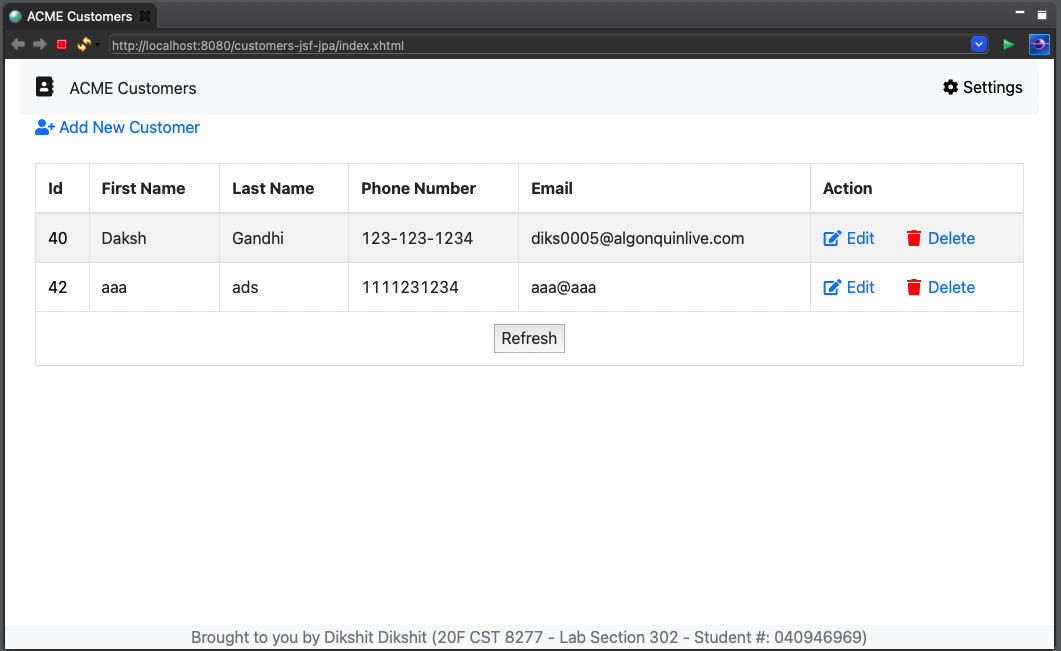 ACME Customers
http://localhost:8080/customers-jsf-jpa/index.xhtml
ACME Customers Settings
Add New Customer
Id First Name Last Name Phone Number Email Action
40 Daksh Gandhi 123-123-1234 diks0005@algonquinlive.com Edit Delete
42 aaa ads 1111231234 aaa@aaa Edit Delete
Refresh
Brought to you by Dikshit Dikshit (20F CST 8277 - Lab Section 302 - Student #: 040946969)